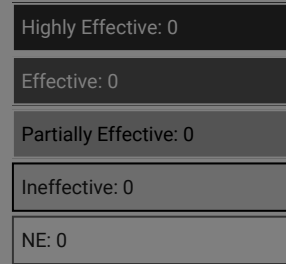 Highly Effective: 0
Effective: 0
Partially Effective: 0
Ineffective: 0
NE: 0